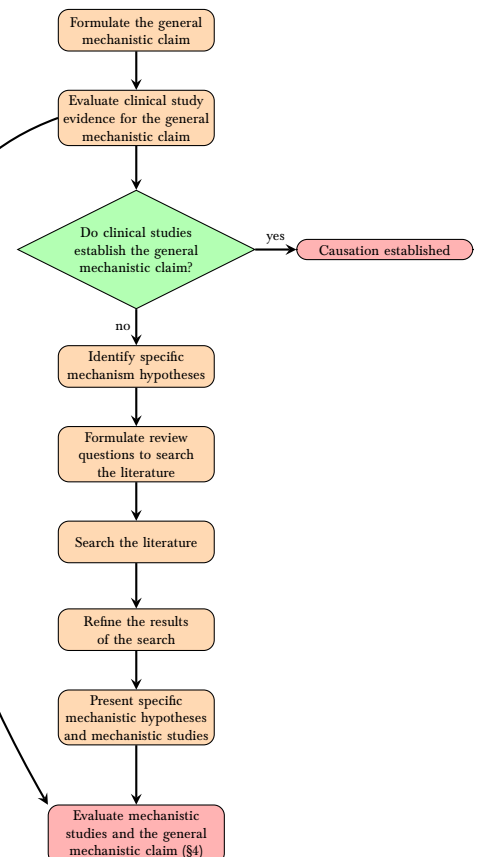 Formulate the general
mechanistic claim
Evaluate clinical study
evidence for the general
mechanistic claim
Do clinical studies
establish the general
mechanistic claim?
yes
Causation established
no
Identify specific
mechanism hypotheses
Formulate review
questions to search
the literature
Search the literature
Refine the results
of the search
Present specific
mechanistic hypotheses
and mechanistic studies
Evaluate mechanistic
studies and the general
mechanistic claim (§4)